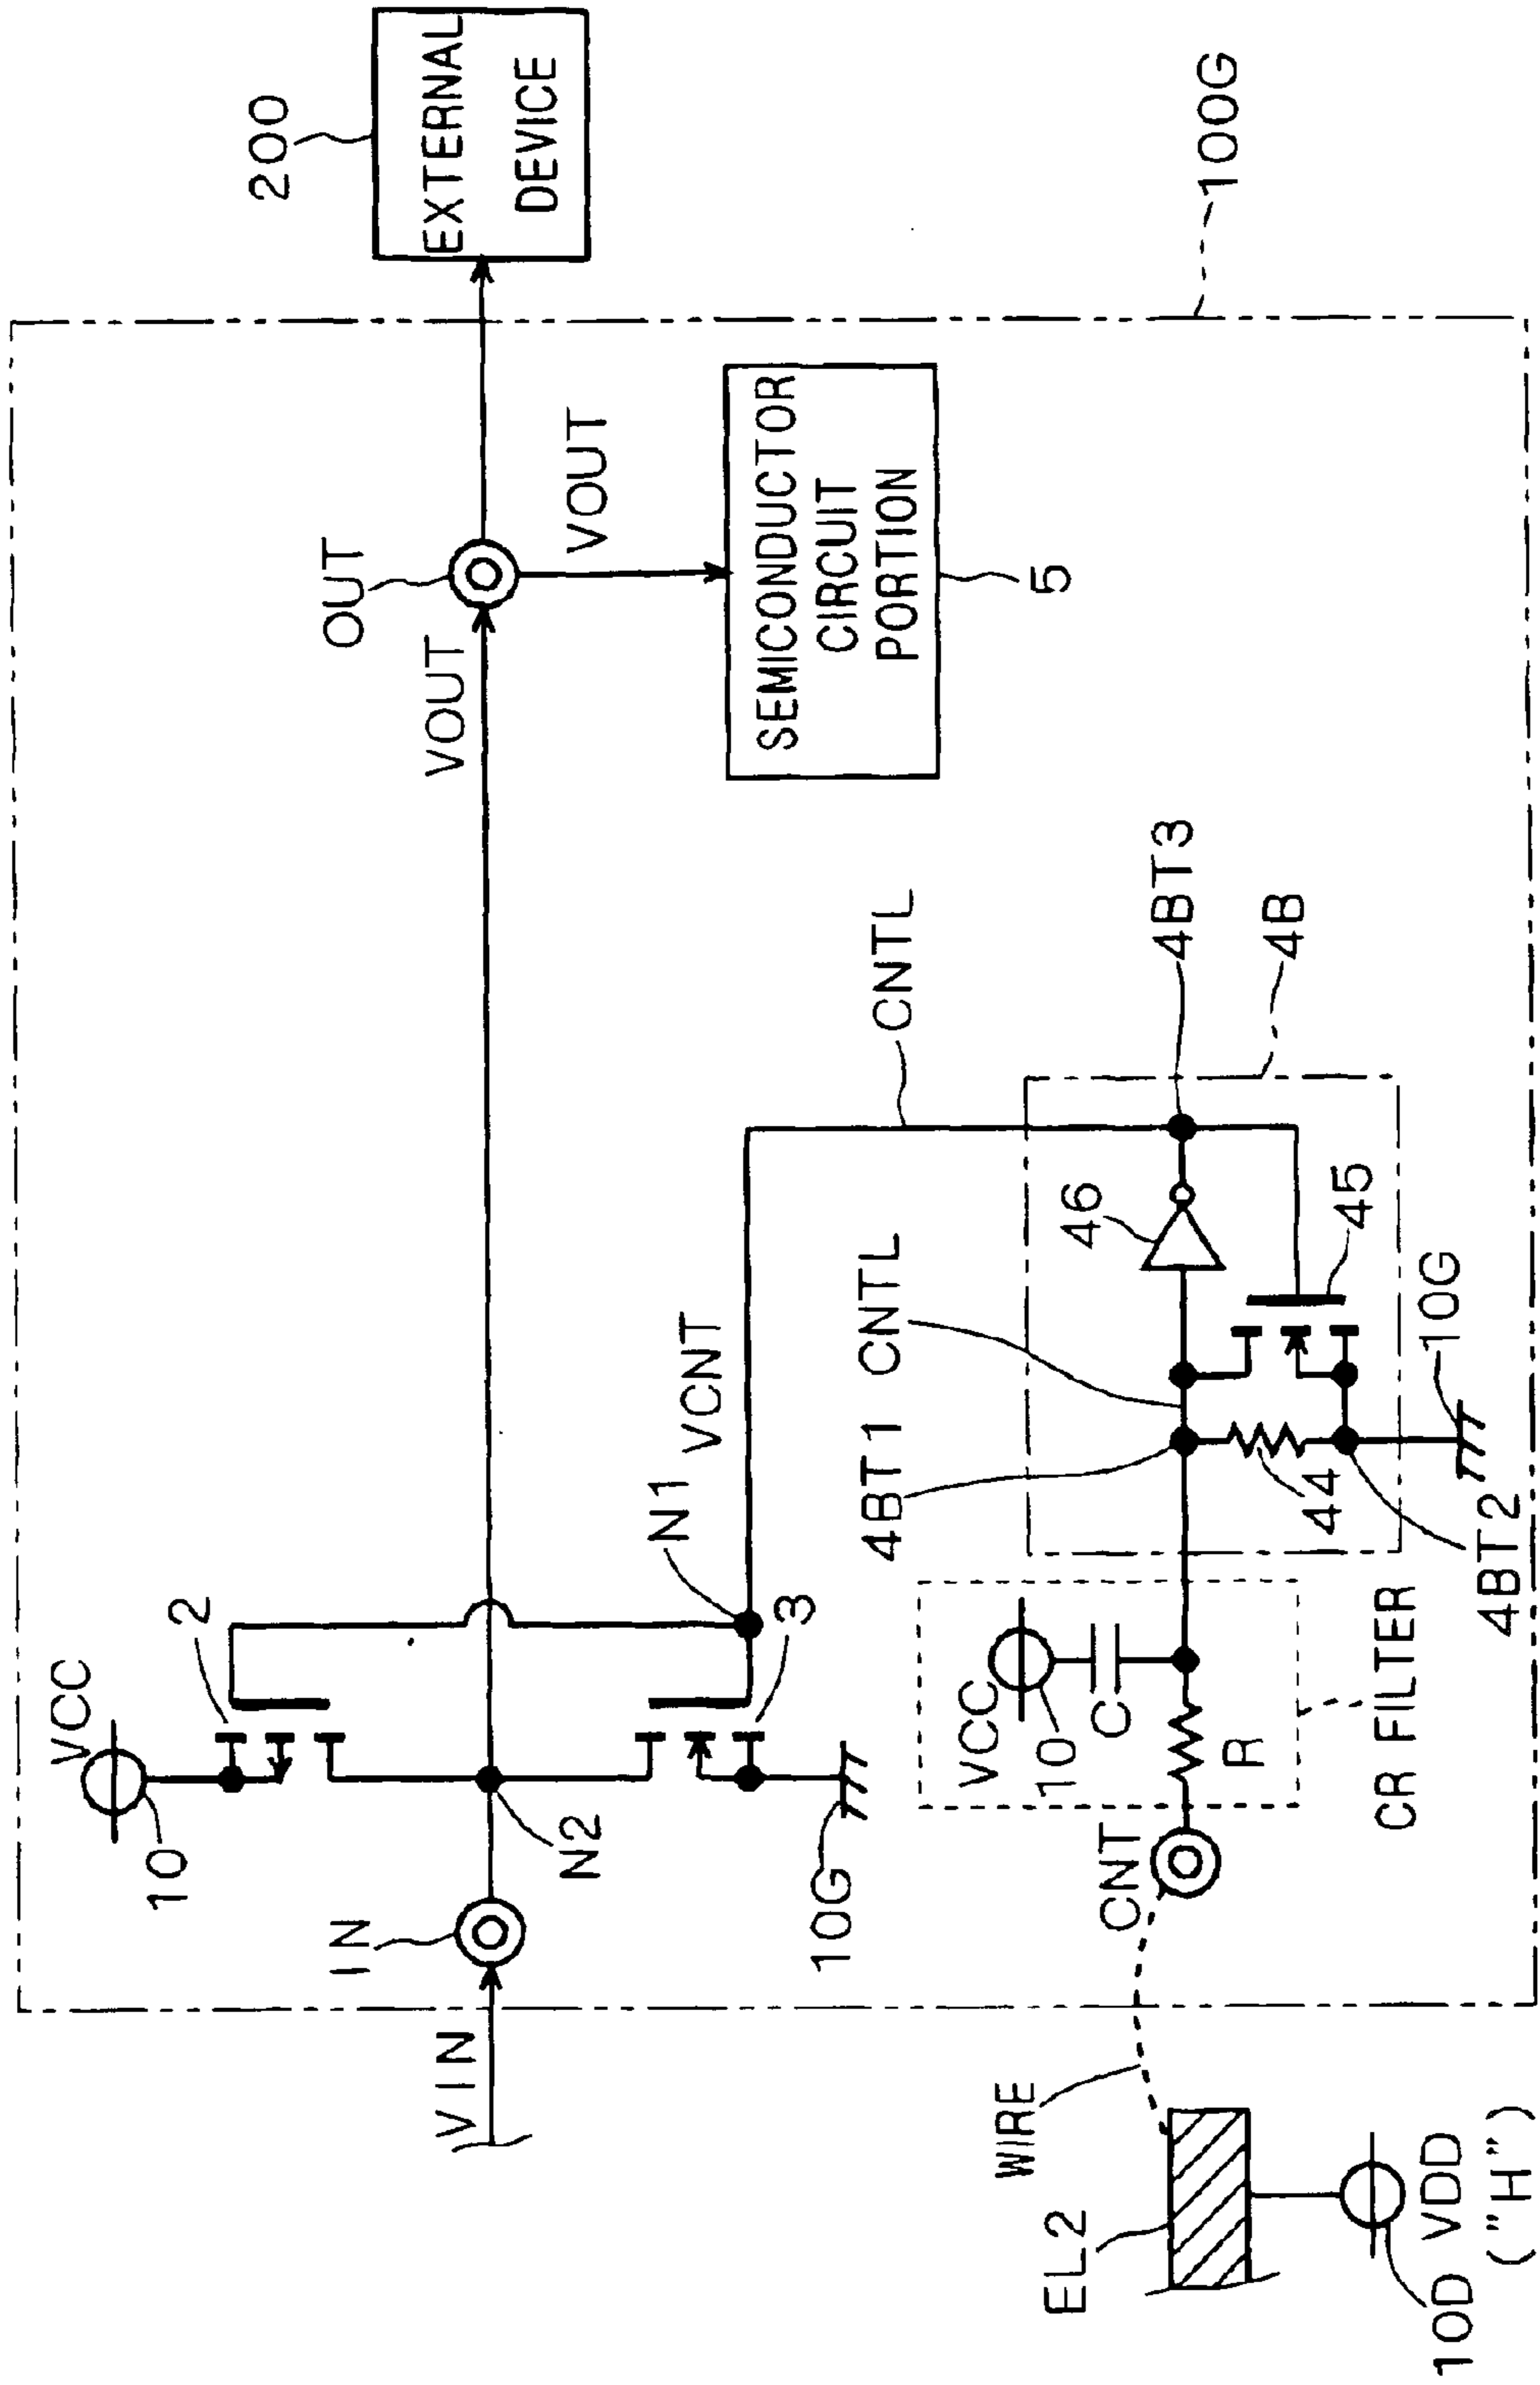 200
EXTERNAL
DEVICE
100G
OUT
VOUT
VOUT
SEMICONDUCTOR
CIRCUIT
PORTION
5
VCC
10
2
IN
VIN
N2
N1
3
10G
VCNT
CNTL
4BT3
4B
46
45
4BT1
CNTL
44
10G
4BT2
VCC
10
C
R
CR FILTER
CNT
WIRE
EL2
10D
VDD
("H")